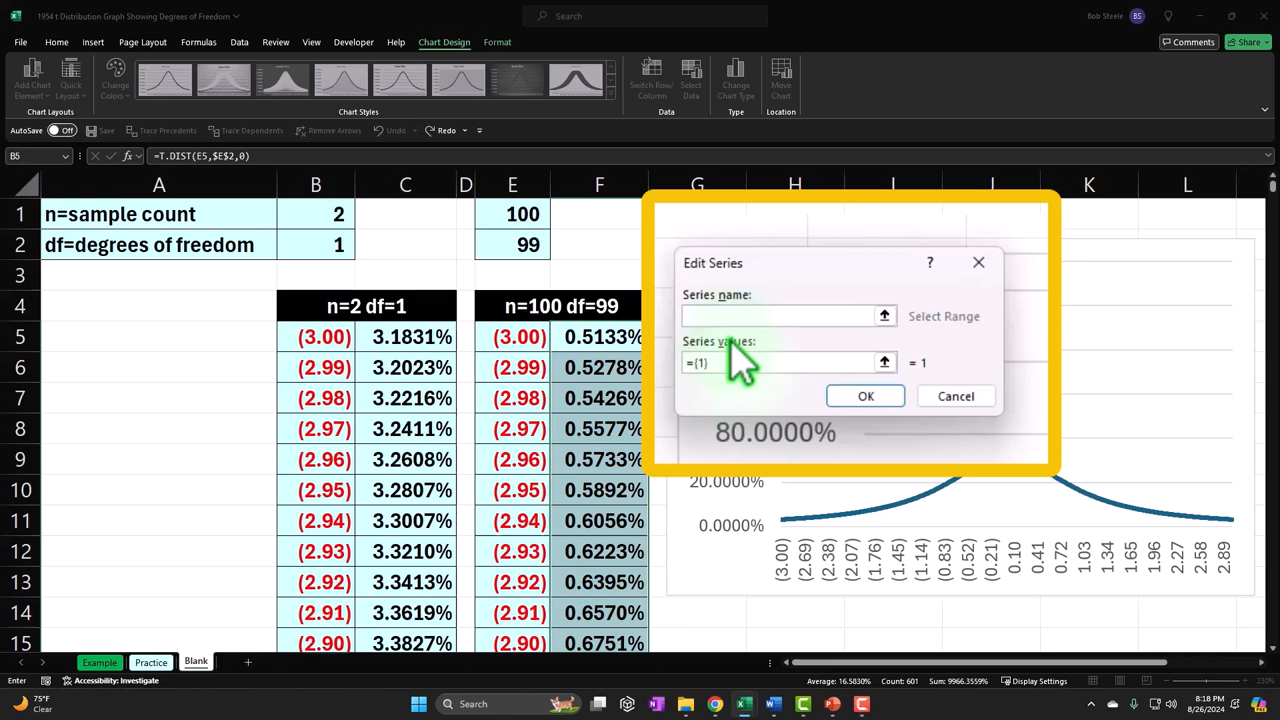 1954 t Distribution Graph Showing Degrees of Freedom
Search
Bob Steele BS
File Home Insert Page Layout Formulas Data Review View Developer Help Chart Design Format
Comments Share
Add Chart Element
Quick Layout
Change Colors
Switch Row/Column
Select Data
Change Chart Type
Move Chart
Chart Layouts Chart Styles Data Type Location
AutoSave Off Save Trace Precedents Trace Dependents Remove Arrows Undo Redo
B5 fx =T.DIST(E5,$E$2,0)
A B C D E F G H I J K L
1 n=sample count 2 100
2 df=degrees of freedom 1 99
3
4 n=2 df=1 n=100 df=99
5 (3.00) 3.1831% (3.00) 0.5133%
6 (2.99) 3.2023% (2.99) 0.5278%
7 (2.98) 3.2216% (2.98) 0.5426%
8 (2.97) 3.2411% (2.97) 0.5577%
9 (2.96) 3.2608% (2.96) 0.5733%
10 (2.95) 3.2807% (2.95) 0.5892%
11 (2.94) 3.3007% (2.94) 0.6056%
12 (2.93) 3.3210% (2.93) 0.6223%
13 (2.92) 3.3413% (2.92) 0.6395%
14 (2.91) 3.3619% (2.91) 0.6570%
15 (2.90) 3.3827% (2.90) 0.6751%
Edit Series ?
Series name:
Select Range
Series values:
={1} = 1
OK Cancel
80.0000%
20.0000%
0.0000%
(3.00) (2.69) (2.38) (2.07) (1.76) (1.45) (1.14) (0.83) (0.52) (0.21) 0.10 0.41 0.72 1.03 1.34 1.65 1.96 2.27 2.58 2.89
Example Practice Blank
Enter Accessibility: Investigate Average: 16.5830% Count: 601 Sum: 9966.3559% Display Settings 230%
75°F
Clear
Search
8:18 PM
8/26/2024